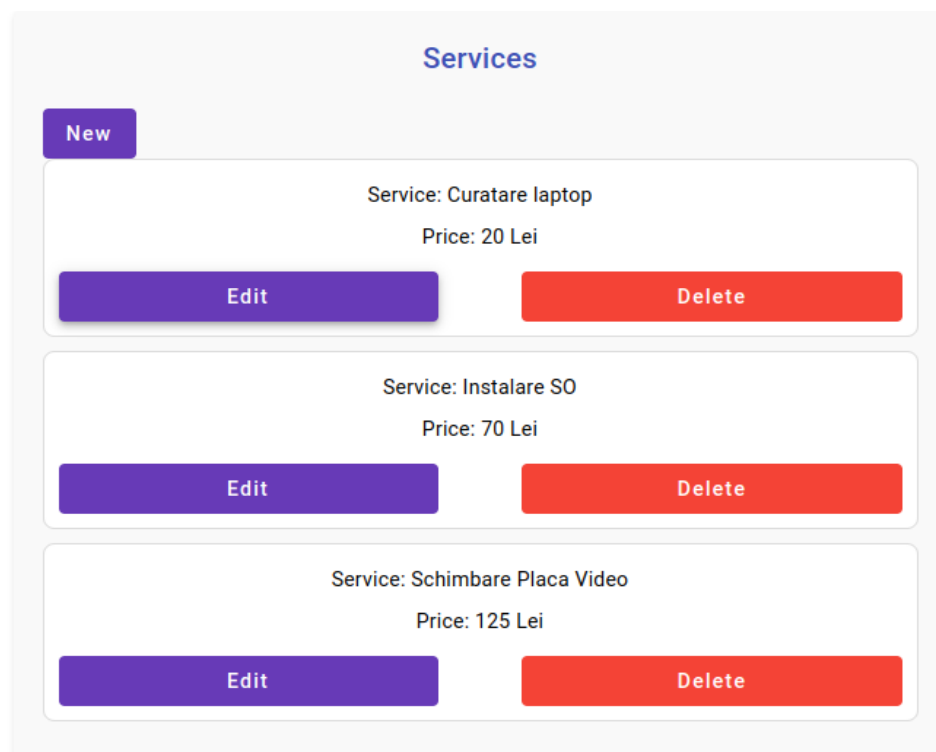 Services
New
Service: Curatare laptop
Price: 20 Lei
Edit Delete
Service: Instalare SO
Price: 70 Lei
Edit Delete
Service: Schimbare Placa Video
Price: 125 Lei
Edit Delete